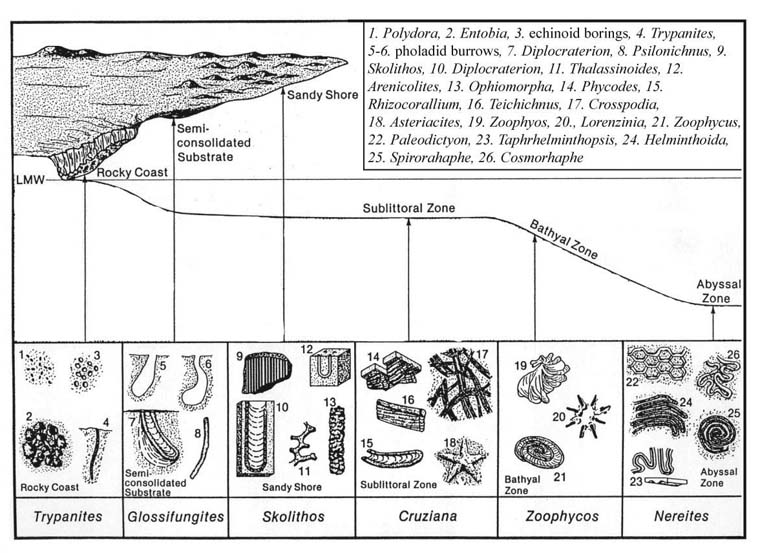 1. Polydora, 2. Entobia, 3. echinoid borings, 4. Trypanites,
5-6. pholadid burrows, 7. Diplocraterion, 8. Psilonichnus, 9.
Skolithos, 10. Diplocraterion, 11. Thalassinoides, 12.
Arenicolites, 13. Ophiomorpha, 14. Phycodes, 15.
Rhizocorallium, 16. Teichichnus, 17. Crosspodia,
18. Asteriacites, 19. Zoophyos, 20., Lorenzinia, 21. Zoophycus,
22. Paleodictyon, 23. Taphrhelminthopsis, 24. Helminthoida,
25. Spirorahaphe, 26. Cosmorhaphe
Sandy Shore
Semi-
consolidated
Substrate
Rocky Coast
LMW
Sublittoral Zone
Bathyal Zone
Abyssal
Zone
1
3
2
4
Rocky Coast
5
6
7
8
Semi-
consolidated
Substrate
9
12
10
13
11
Sandy Shore
14
17
16
15
18
Sublittoral Zone
19
20
21
Bathyal
Zone
22
26
24
25
23
Abyssal
Zone
Trypanites
Glossifungites
Skolithos
Cruziana
Zoophycos
Nereites